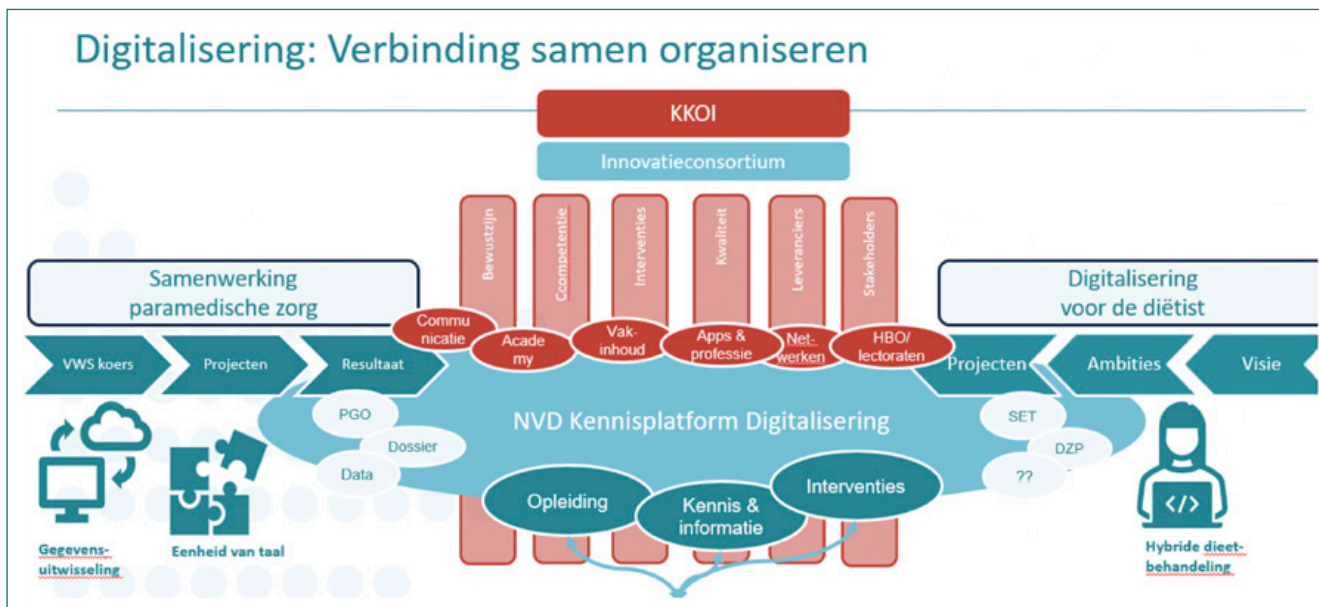 Digitalisering: Verbinding samen organiseren
KKOI
Innovatieconsortium
Bewustzijn
Ccompetentie
Interventies
Kwaliteit
Leveranciers
Stakeholders
Samenwerking
paramedische zorg
Digitalisering
voor de diëtist
Commu
nicatie
Acade
my
Vak-
inhoud
Apps &
professie
Net-
werken
HBO/
lectoraten
VWS koers
Projecten
Resultaat
Projecten
Ambities
Visie
PGO
Dossier
Data
NVD Kennisplatform Digitalisering
SET
DZP
??
Opleiding
Kennis &
informatie
Interventies
Gegevens-
uitwisseling
Eenheid van taal
</>
Hybride dieet-
behandeling